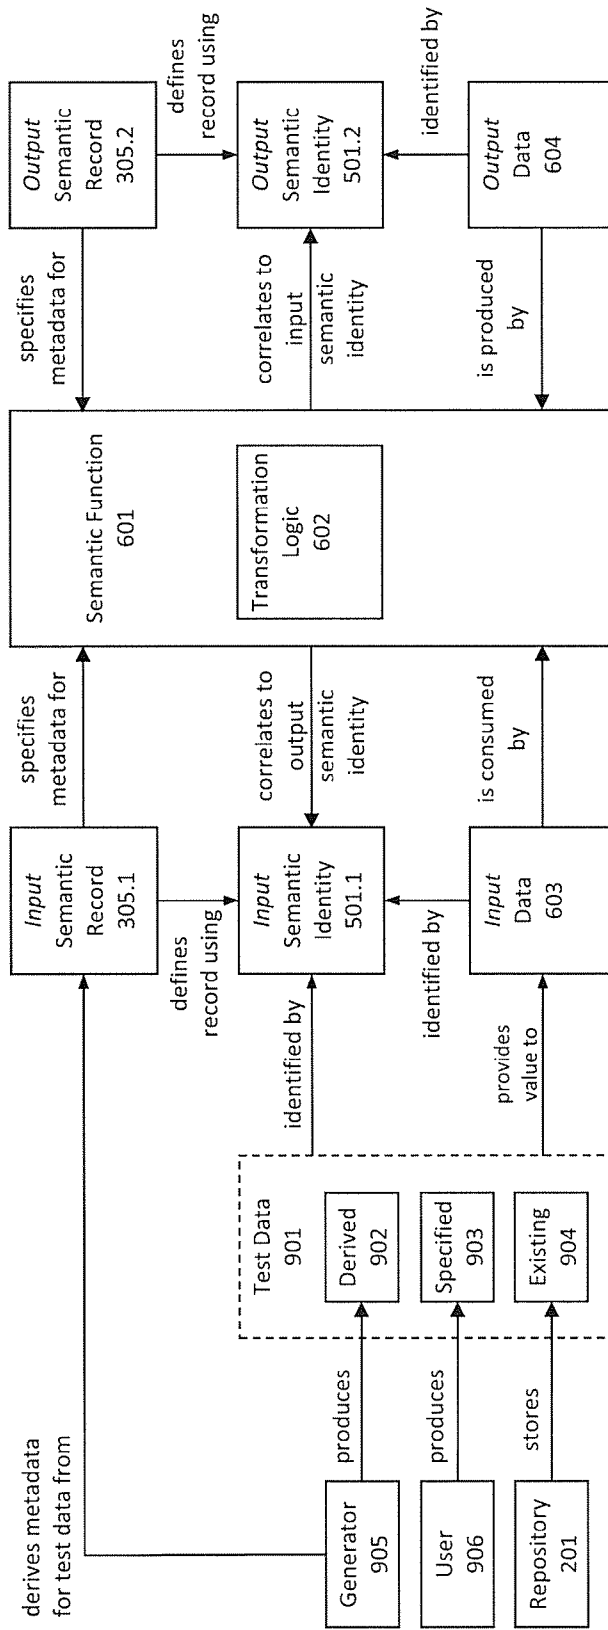 derives metadata
for test data from
Generator
905
User
906
Repository
201
produces
produces
stores
Test Data
901
Derived
902
Specified
903
Existing
904
identified by
provides
value to
Input
Semantic
Record
305.1
defines
record using
Input
Semantic
Identity
501.1
identified by
Input
Data
603
specifies
metadata for
correlates to
output
semantic
identity
is consumed
by
Semantic Function
601
Transformation
Logic
602
specifies
metadata for
correlates to
input
semantic
identity
is produced
by
Output
Semantic
Record
305.2
defines
record using
Output
Semantic
Identity
501.2
identified by
Output
Data
604